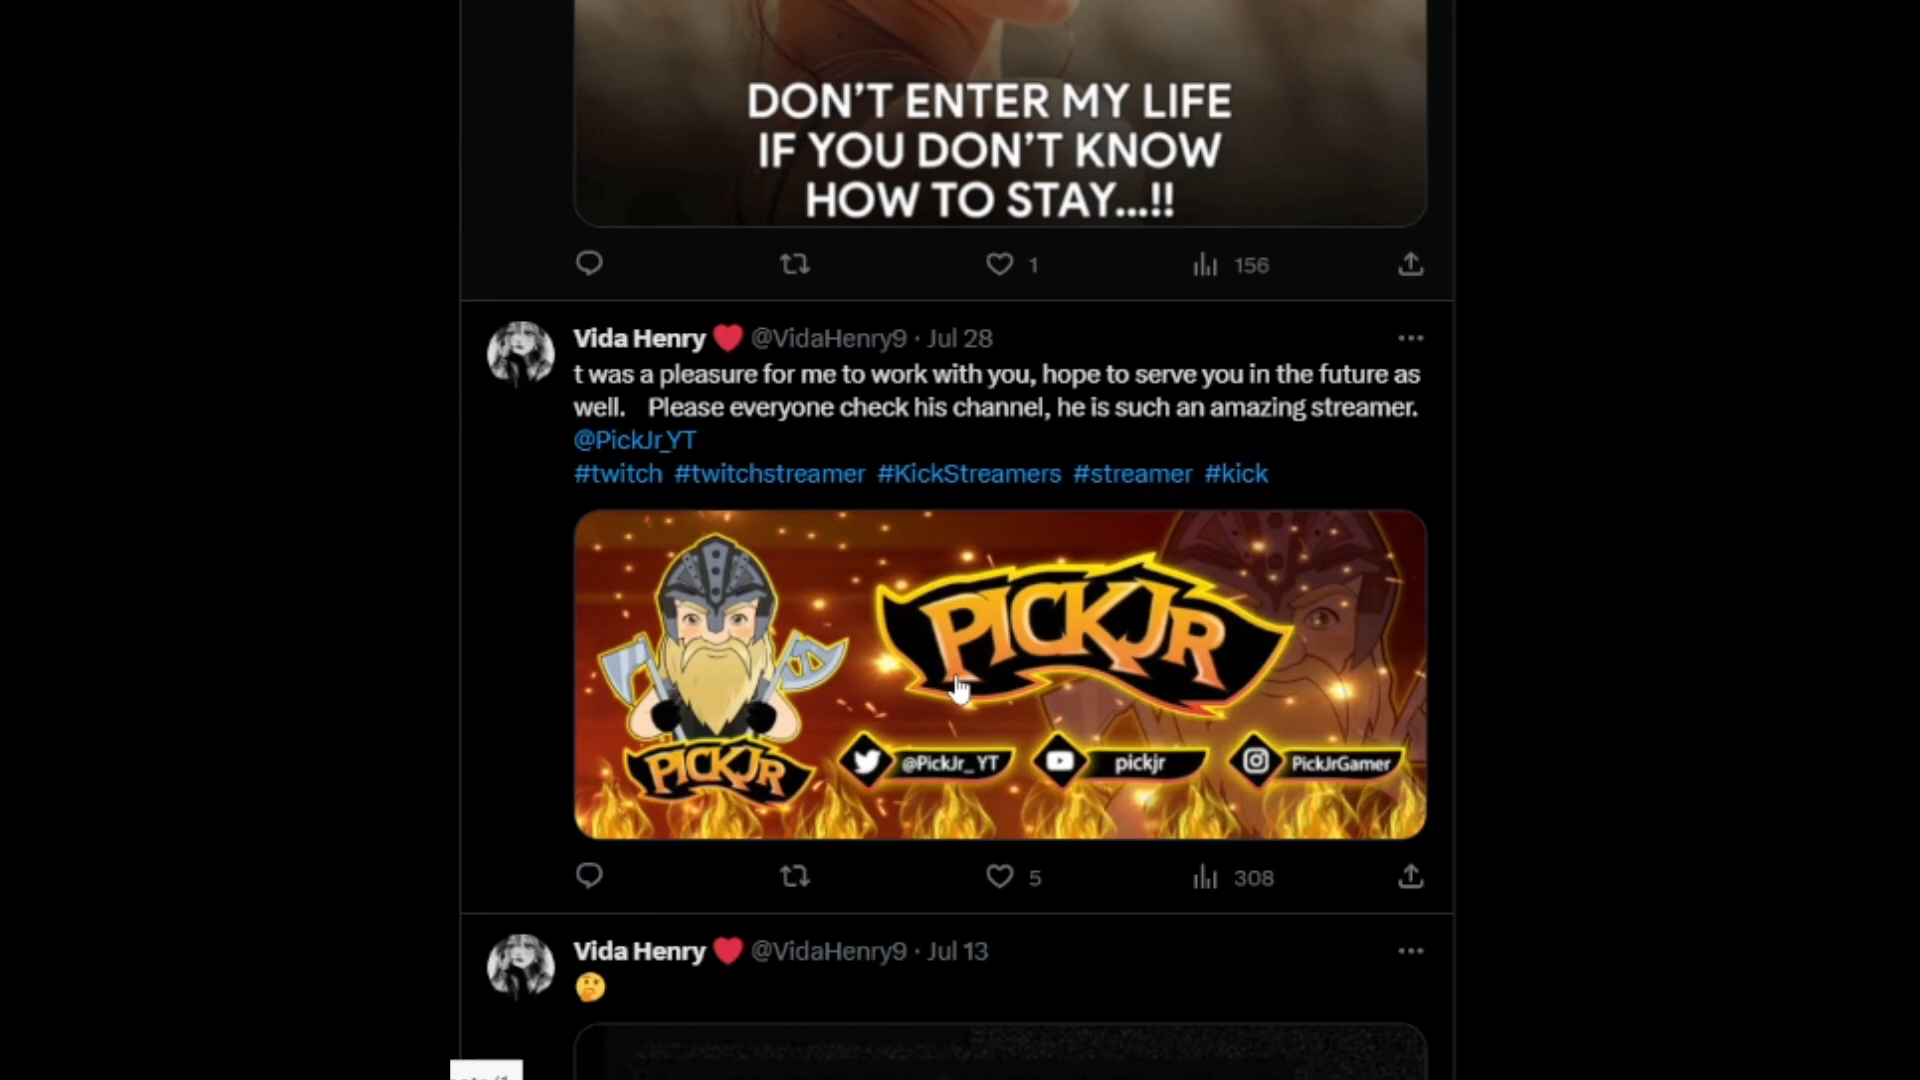 DON'T ENTER MY LIFE
IF YOU DON'T KNOW
HOW TO STAY...!!
1
156
Vida Henry @VidaHenry9 · Jul 28
t was a pleasure for me to work with you, hope to serve you in the future as
well. Please everyone check his channel, he is such an amazing streamer.
@PickJr_YT
#twitch #twitchstreamer #KickStreamers #streamer #kick
PICKJR
PICKJR
@PickJr_YT
pickjr
PickJrGamer
5
308
Vida Henry @VidaHenry9 · Jul 13